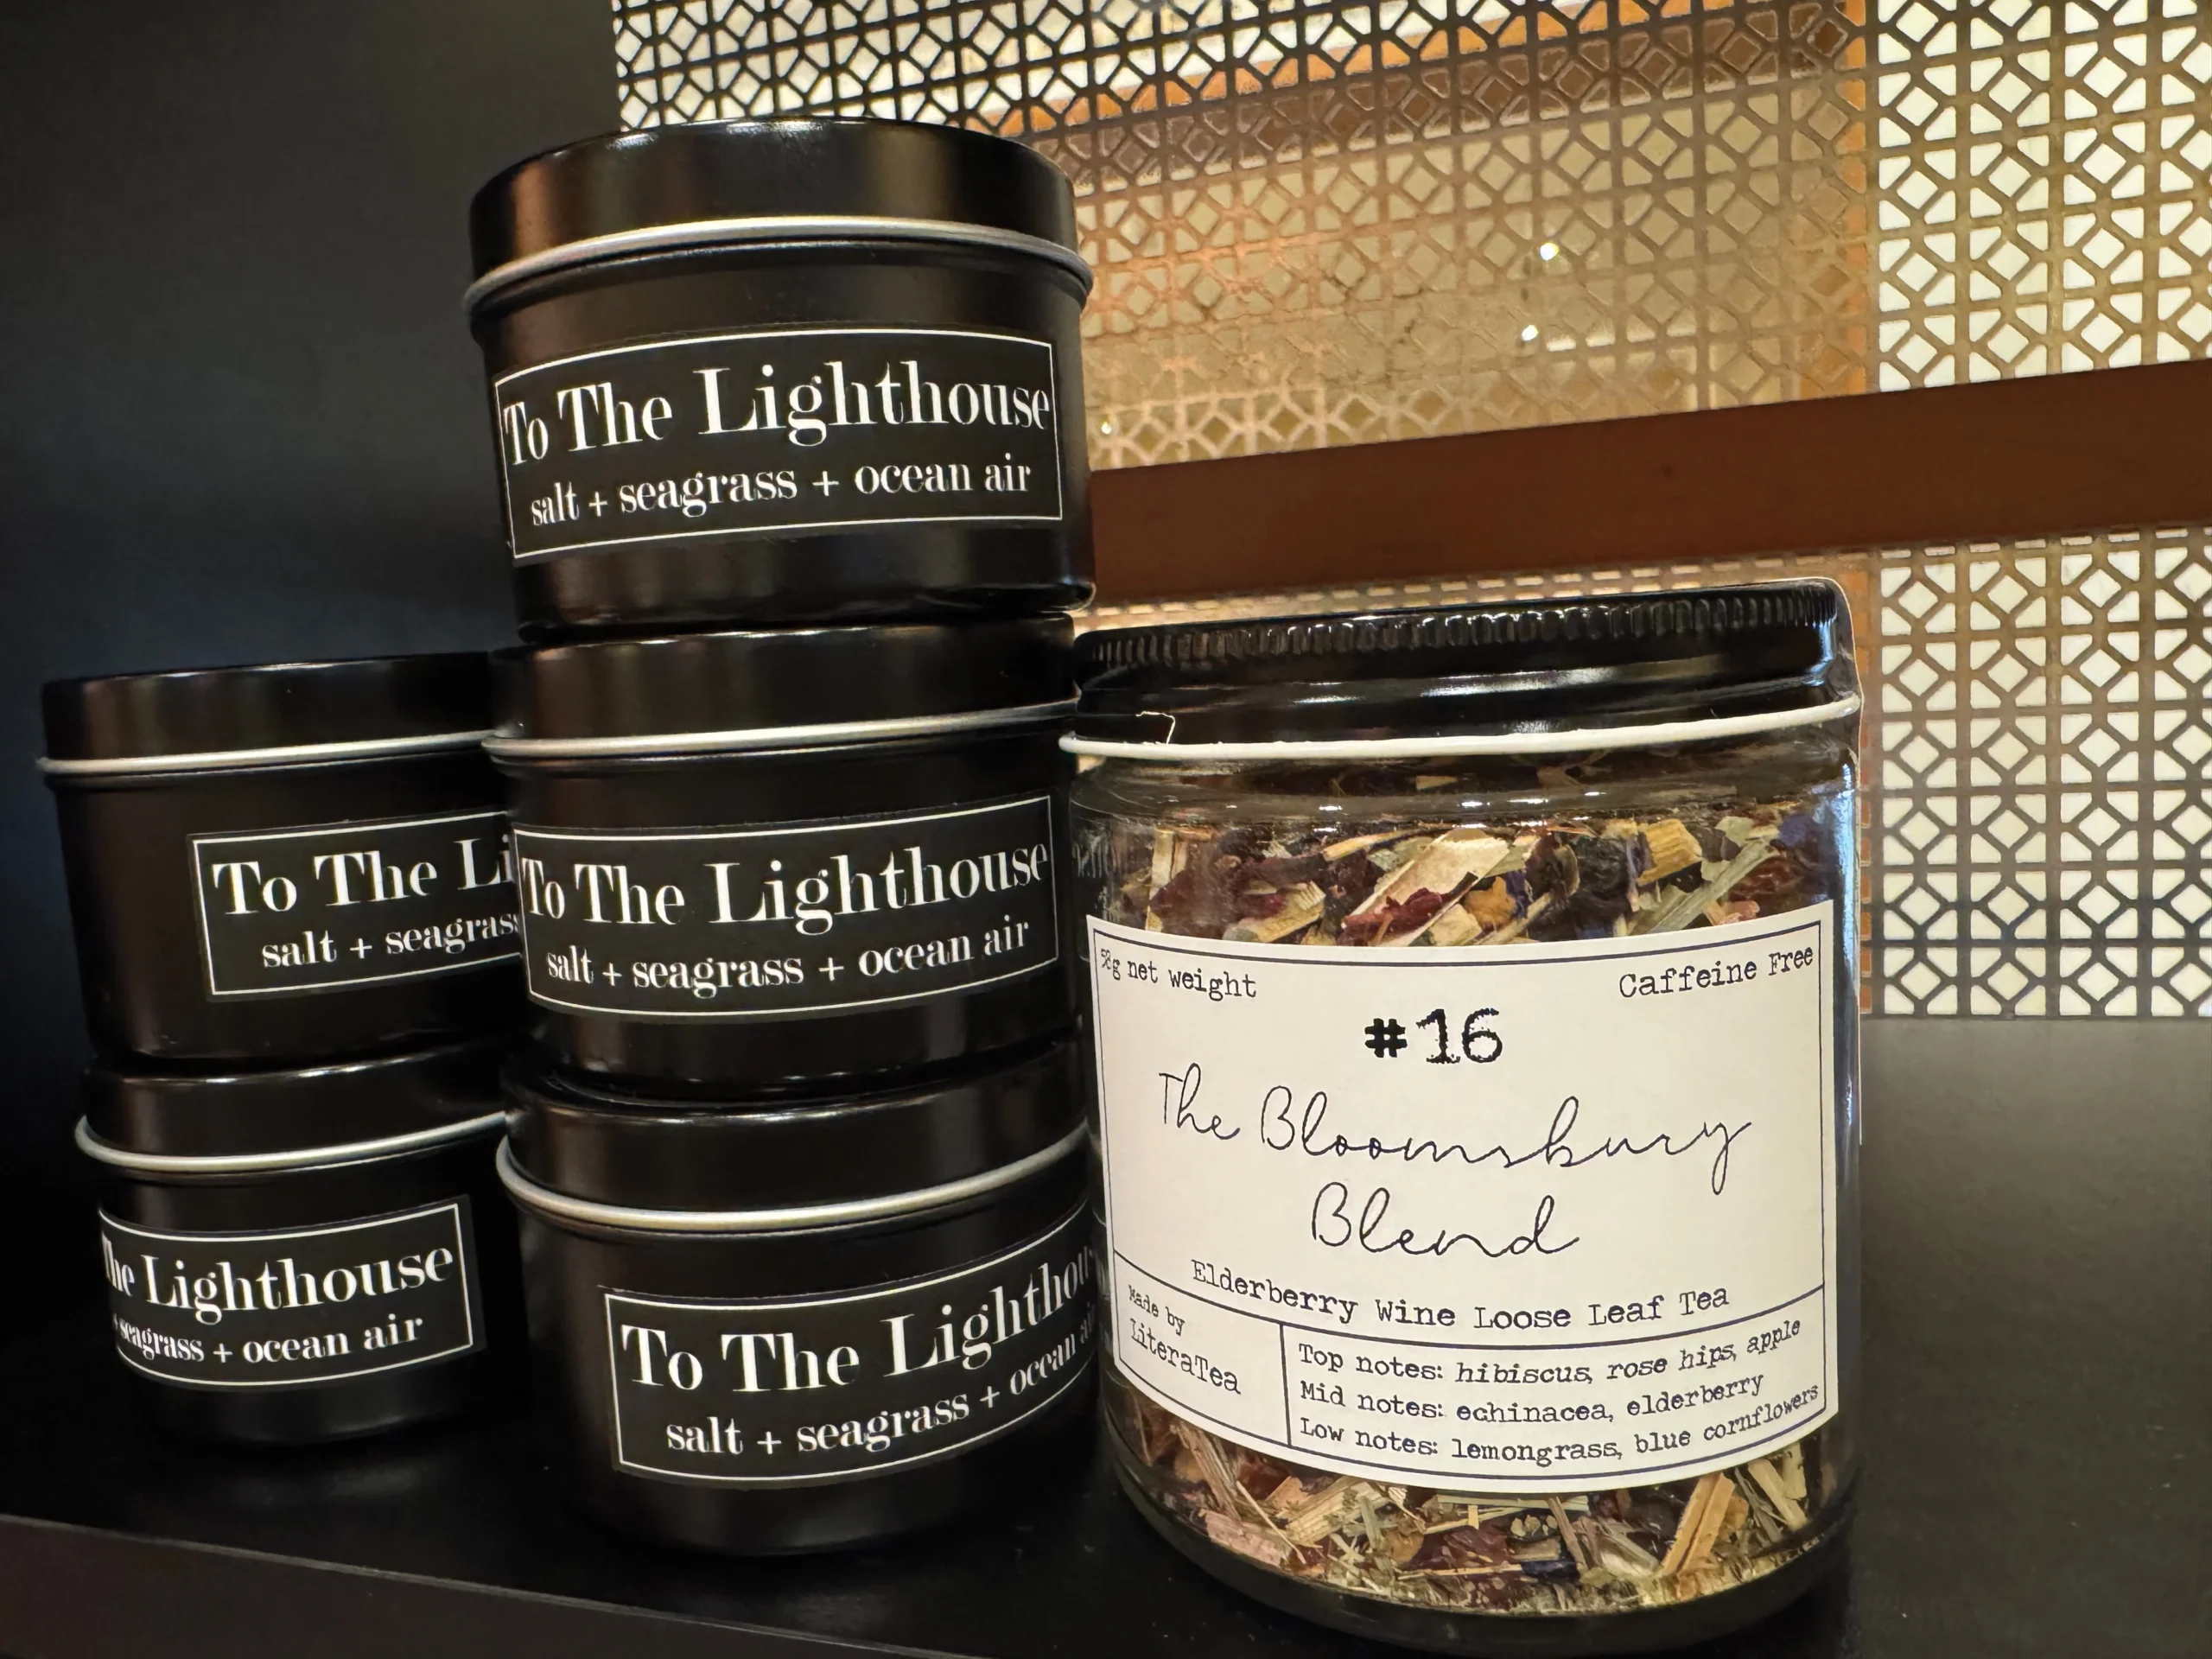 To The Lighthouse
salt + seagrass + ocean air
To The Li
salt + seagrass
To The Lighthouse
salt + seagrass + ocean air
The Lighthouse
seagrass + ocean air
To The Lighthou
salt + seagrass + ocean ai
58g net weight
Caffeine Free
#16
The Bloomsbury
Blend
Elderberry Wine Loose Leaf Tea
Made by
LiteraTea
Top notes: hibiscus, rose hips, apple
Mid notes: echinacea, elderberry
Low notes: lemongrass, blue cornflowers